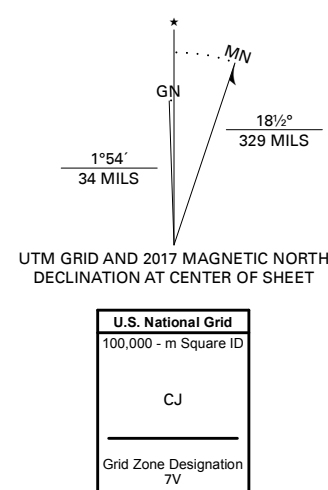 ★
MN
GN
18½°
329 MILS
1°54´
34 MILS
UTM GRID AND 2017 MAGNETIC NORTH
DECLINATION AT CENTER OF SHEET
U.S. National Grid
100,000 - m Square ID
CJ
Grid Zone Designation
7V